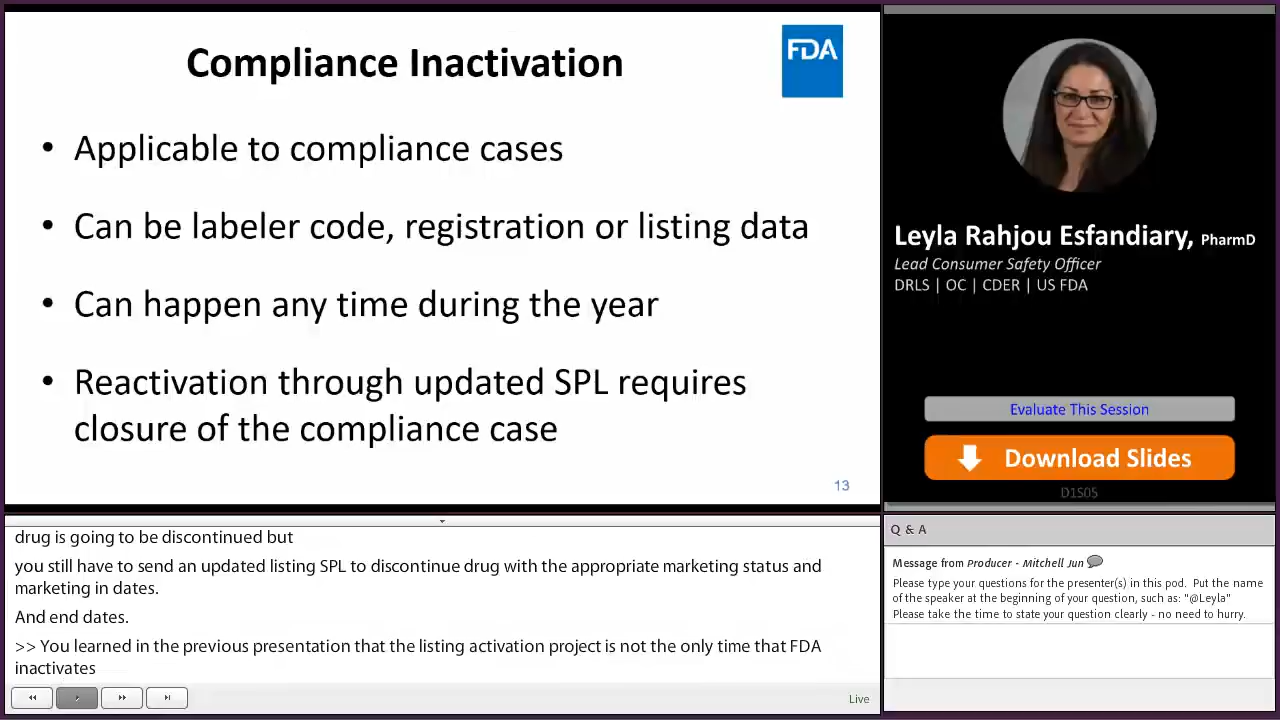 Compliance Inactivation
FDA
• Applicable to compliance cases
• Can be labeler code, registration or listing data
• Can happen any time during the year
• Reactivation through updated SPL requires
closure of the compliance case
13
Leyla Rahjou Esfandiary, PharmD
Lead Consumer Safety Officer
DRLS | OC | CDER | US FDA
Evaluate This Session
Download Slides
D1S05
drug is going to be discontinued but
you still have to send an updated listing SPL to discontinue drug with the appropriate marketing status and
marketing in dates.
And end dates.
>> You learned in the previous presentation that the listing activation project is not the only time that FDA
inactivates
Live
Q & A
Message from Producer - Mitchell Jun
Please type your questions for the presenter(s) in this pod. Put the name
of the speaker at the beginning of your question, such as: "@Leyla"
Please take the time to state your question clearly - no need to hurry.